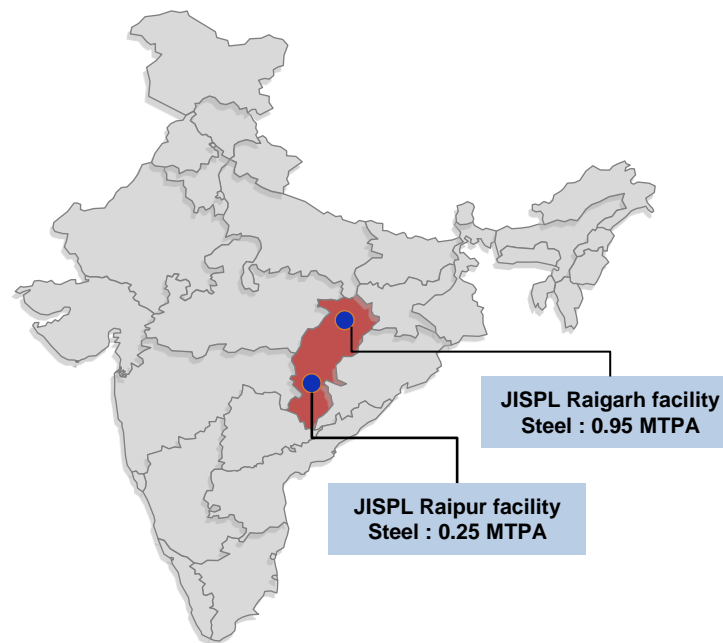 JISPL Raigarh facility
Steel : 0.95 MTPA
JISPL Raipur facility
Steel : 0.25 MTPA